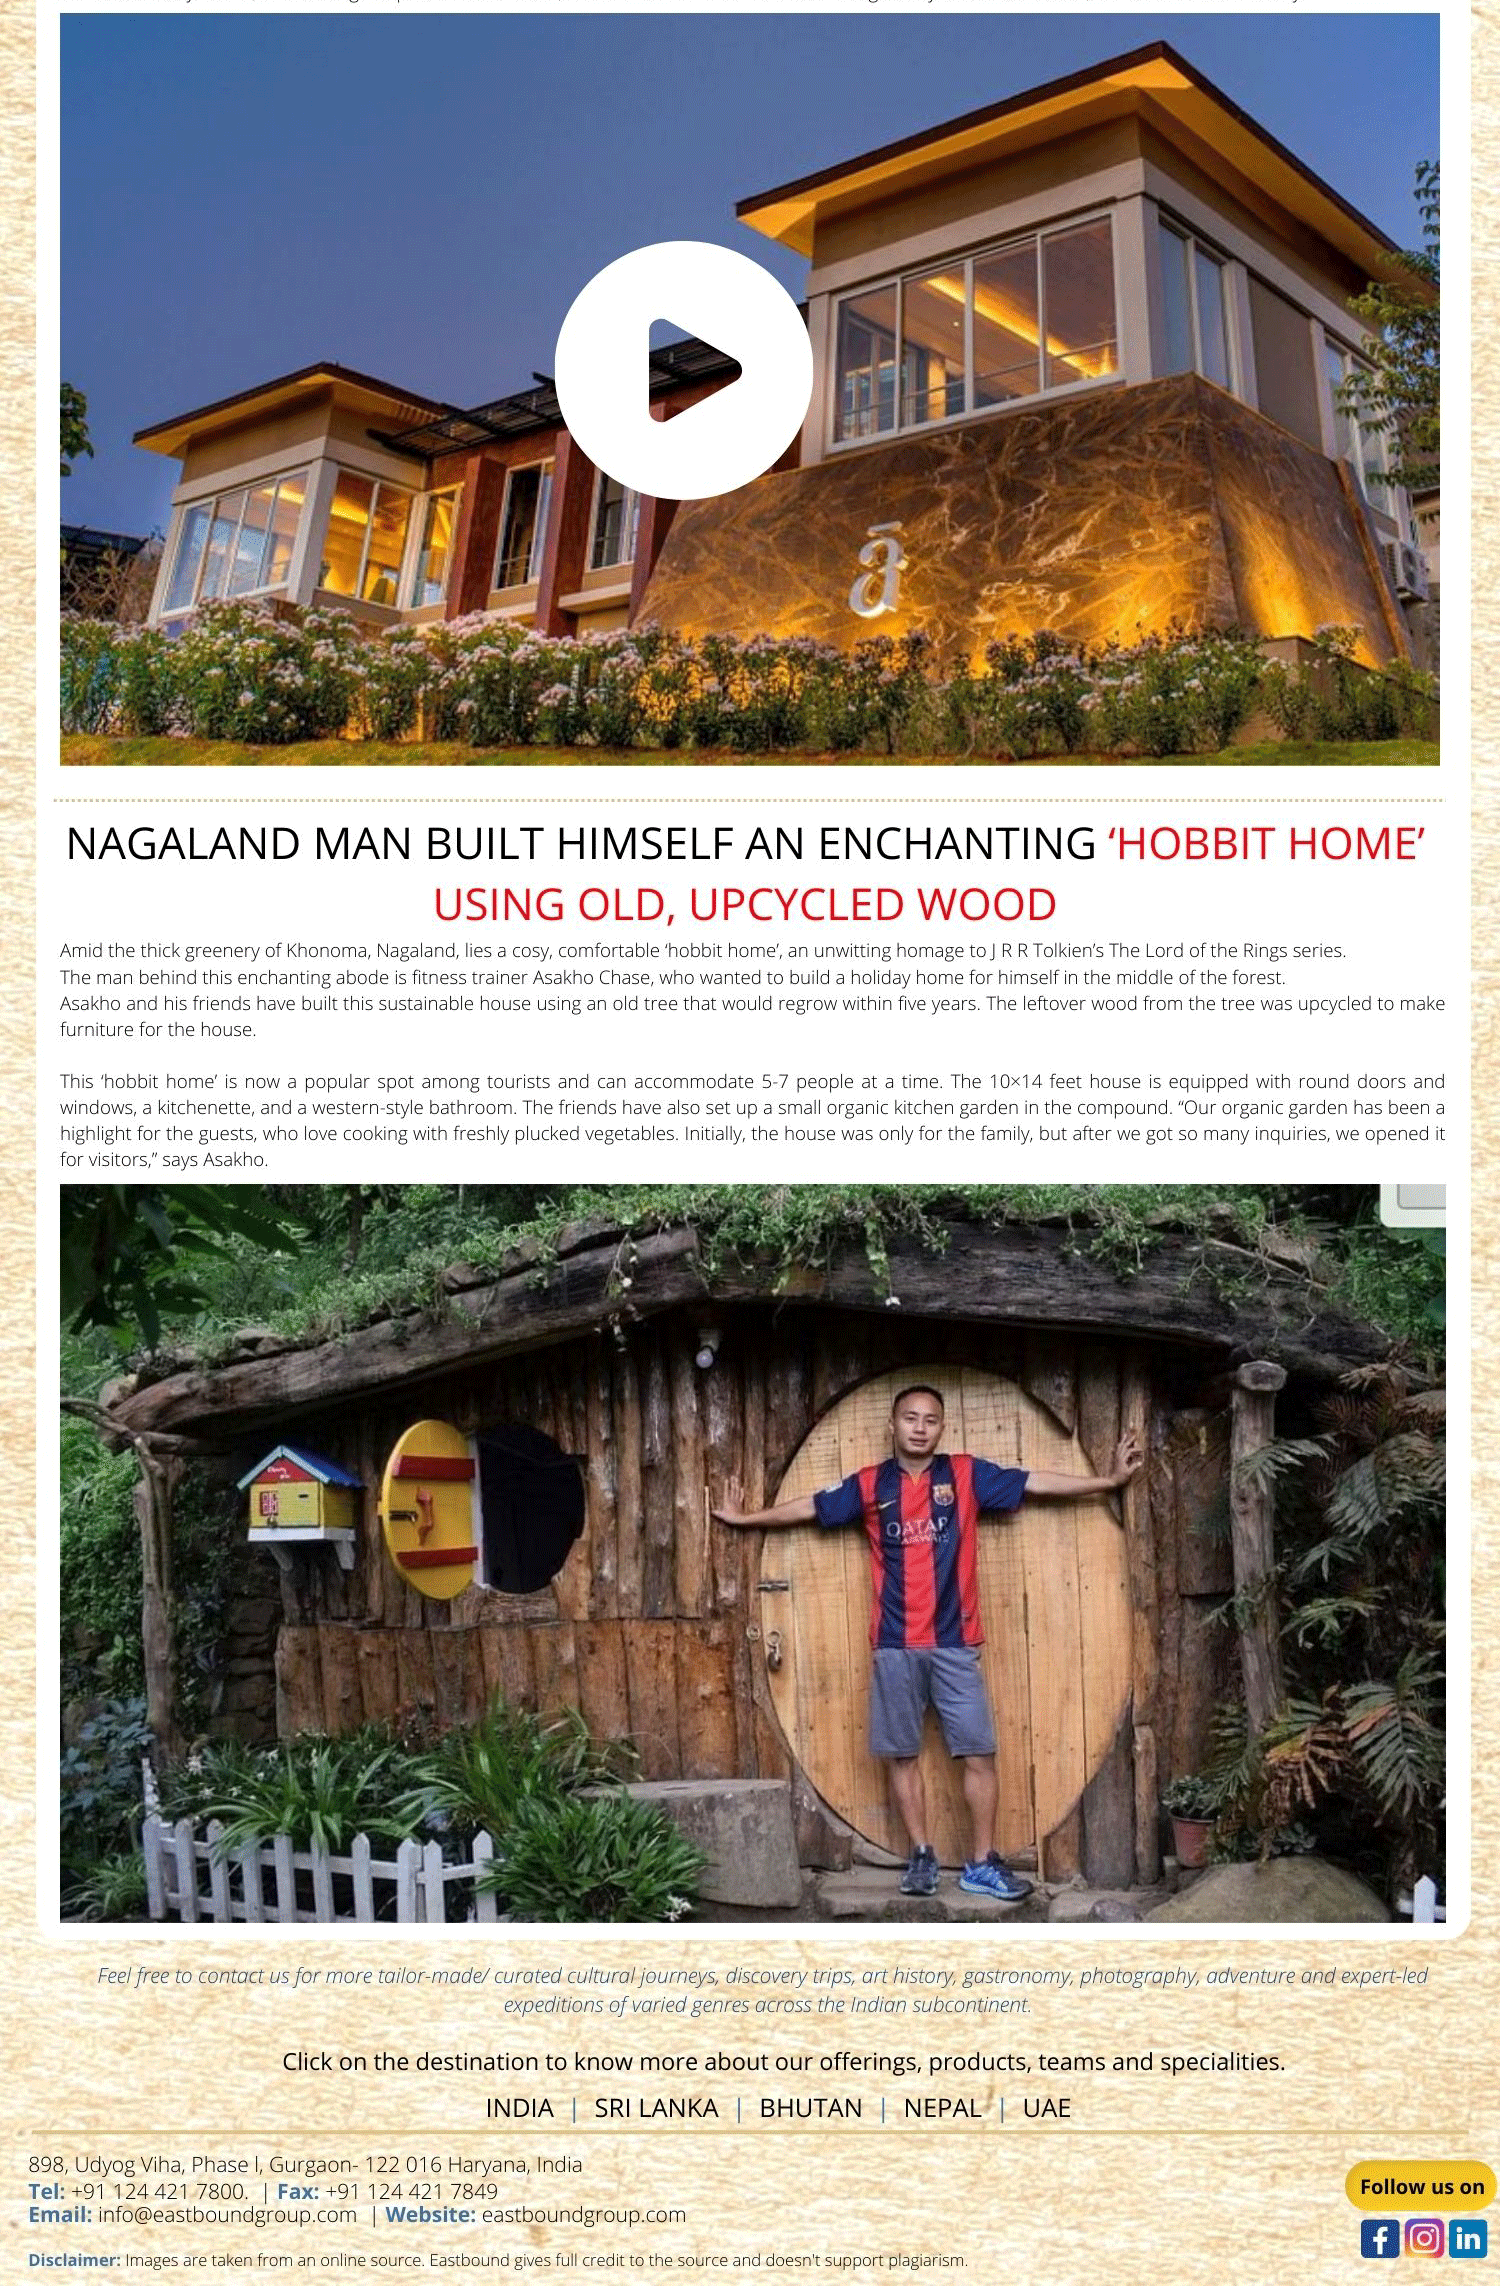 ā
NAGALAND MAN BUILT HIMSELF AN ENCHANTING ‘HOBBIT HOME’
USING OLD, UPCYCLED WOOD
Amid the thick greenery of Khonoma, Nagaland, lies a cosy, comfortable ‘hobbit home’, an unwitting homage to J R R Tolkien’s The Lord of the Rings series.
The man behind this enchanting abode is fitness trainer Asakho Chase, who wanted to build a holiday home for himself in the middle of the forest.
Asakho and his friends have built this sustainable house using an old tree that would regrow within five years. The leftover wood from the tree was upcycled to make
furniture for the house.
This ‘hobbit home’ is now a popular spot among tourists and can accommodate 5-7 people at a time. The 10×14 feet house is equipped with round doors and
windows, a kitchenette, and a western-style bathroom. The friends have also set up a small organic kitchen garden in the compound. “Our organic garden has been a
highlight for the guests, who love cooking with freshly plucked vegetables. Initially, the house was only for the family, but after we got so many inquiries, we opened it
for visitors,” says Asakho.
QATAR
AIRWAYS
Feel free to contact us for more tailor-made/ curated cultural journeys, discovery trips, art history, gastronomy, photography, adventure and expert-led
expeditions of varied genres across the Indian subcontinent.
Click on the destination to know more about our offerings, products, teams and specialities.
INDIA | SRI LANKA | BHUTAN | NEPAL | UAE
898, Udyog Viha, Phase l, Gurgaon- 122 016 Haryana, India
Tel: +91 124 421 7800. | Fax: +91 124 421 7849
Email: info@eastboundgroup.com | Website: eastboundgroup.com
Follow us on
Disclaimer: Images are taken from an online source. Eastbound gives full credit to the source and doesn't support plagiarism.